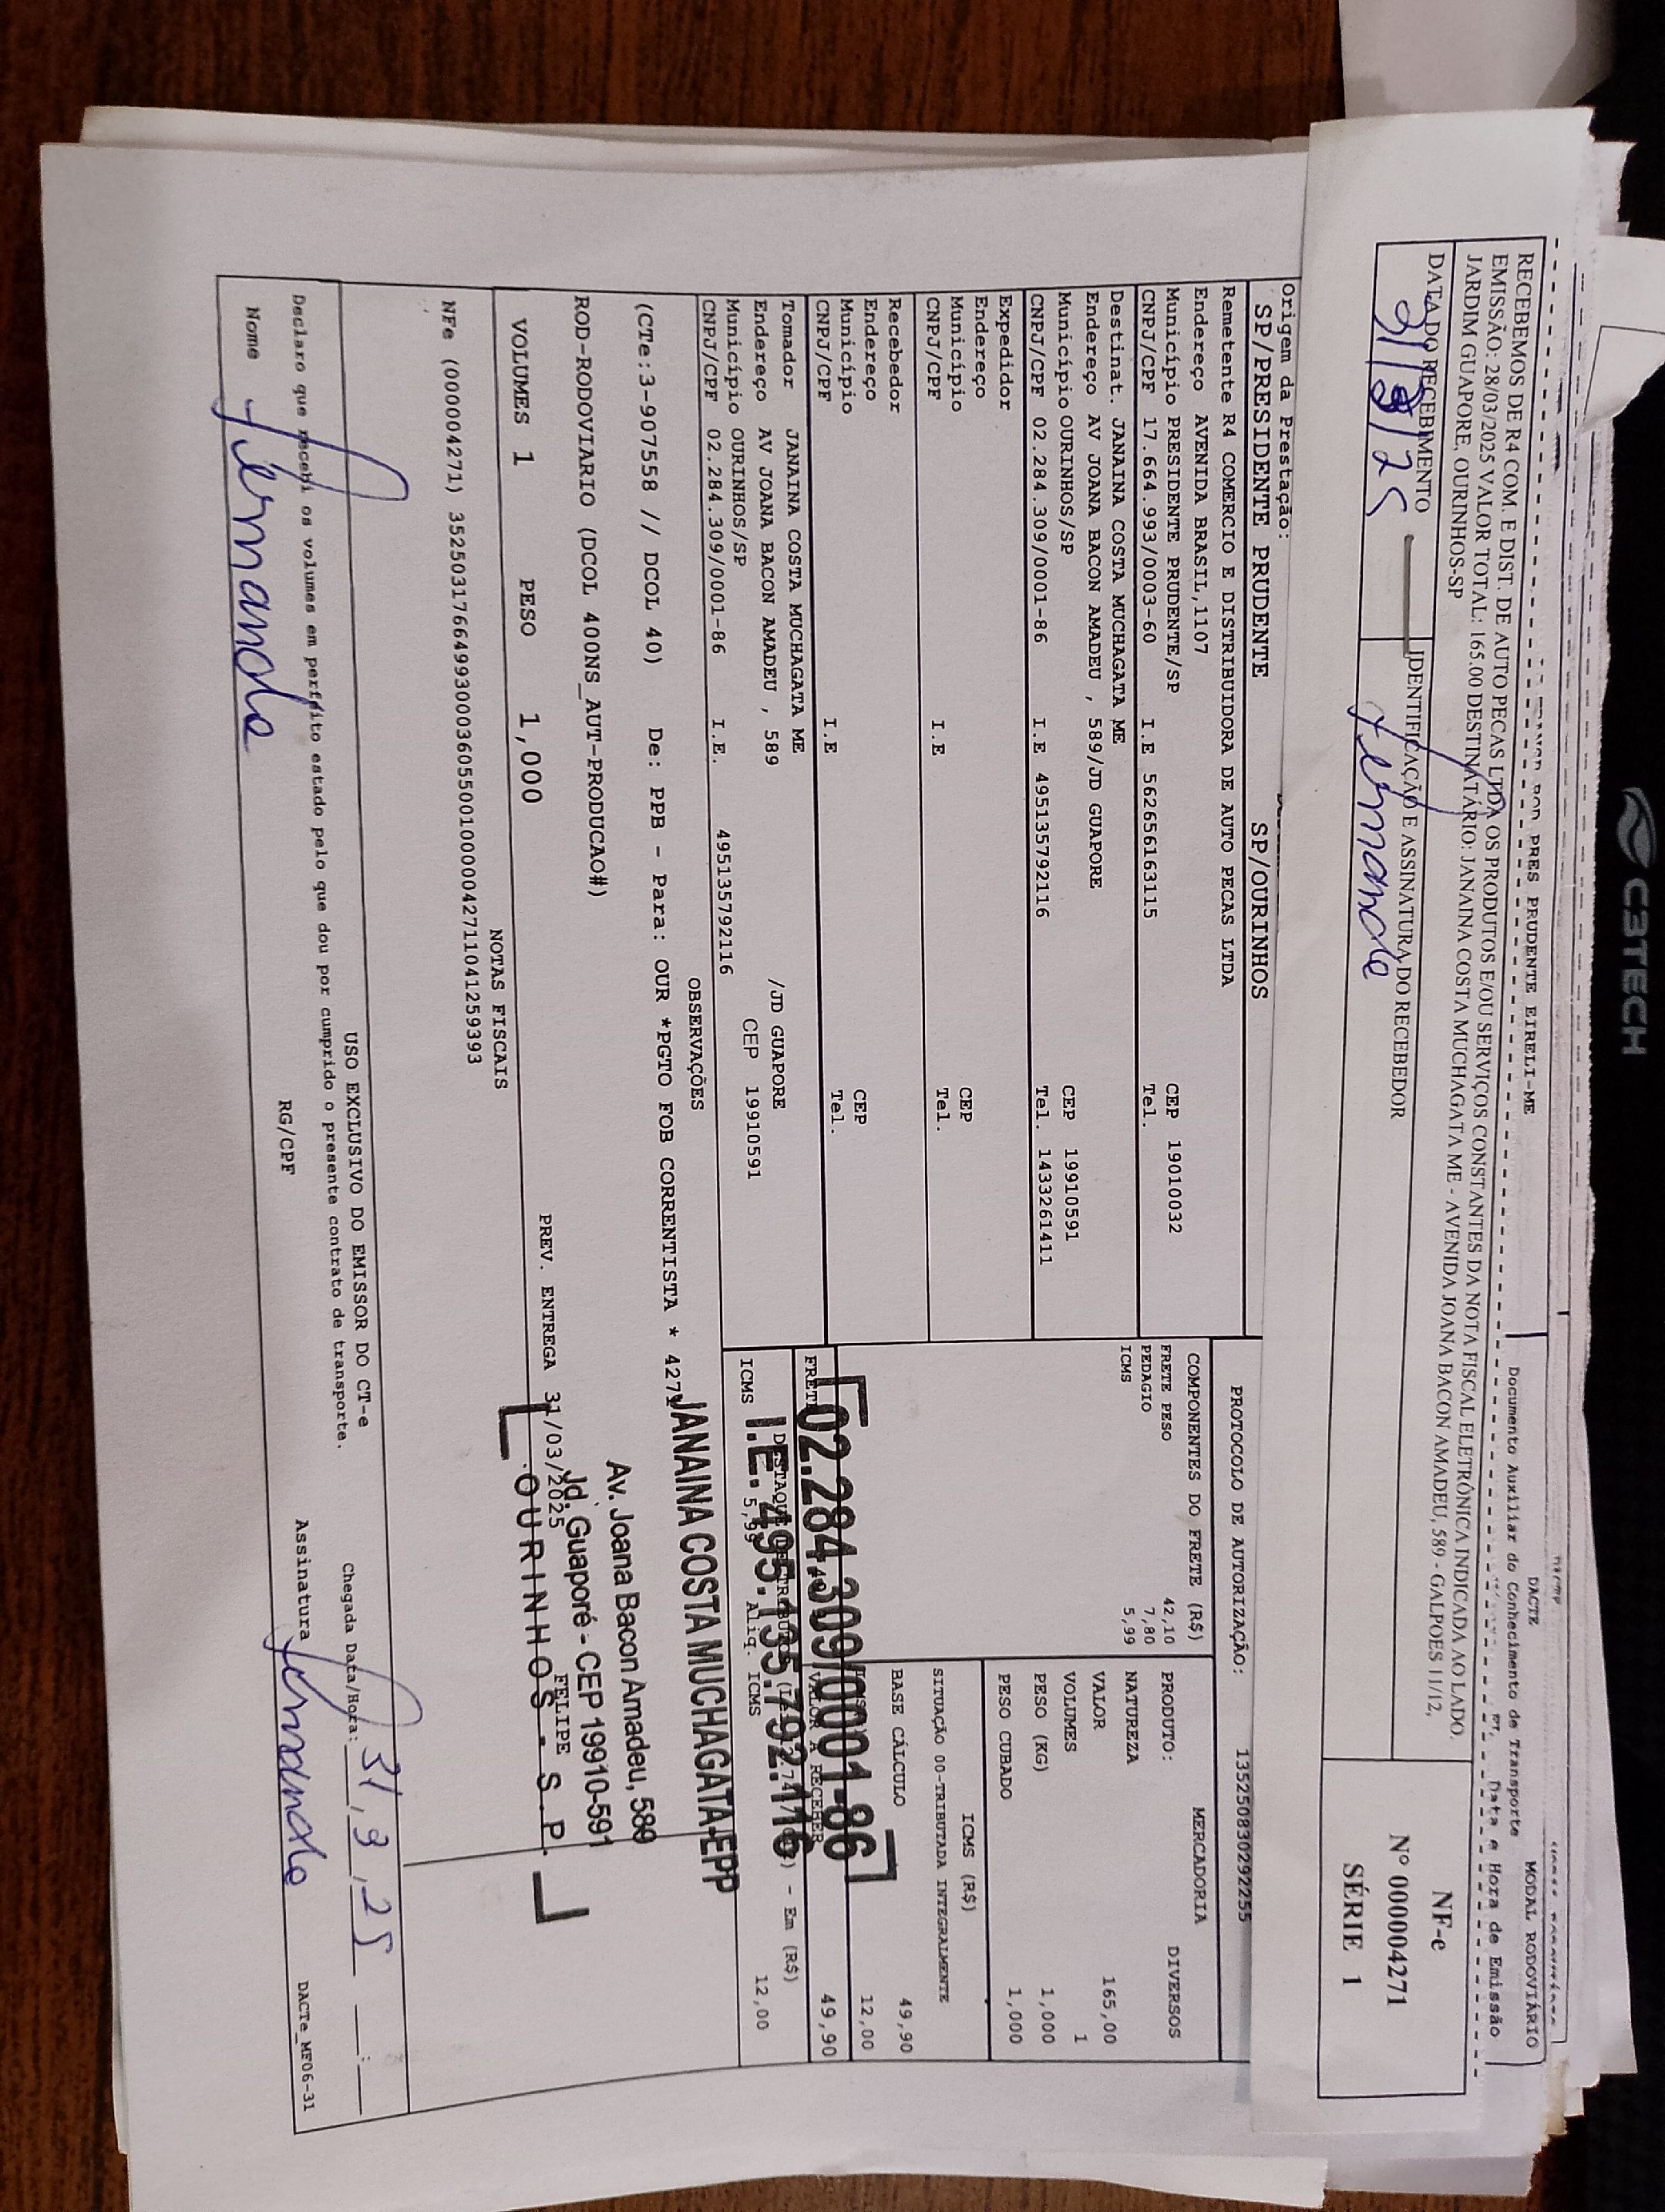 PRES PRUDENTE EIRELI-ME
DACTE
Documento Auxiliar do Conhecimento de Transporte
MODAL RODOVIÁRIO
Data e Hora de Emissão
RECEBEMOS DE R4 COM. E DIST. DE AUTO PECAS LTDA OS PRODUTOS E/OU SERVIÇOS CONSTANTES DA NOTA FISCAL ELETRÔNICA INDICADA AO LADO.
EMISSÃO: 28/03/2025 VALOR TOTAL: 165.00 DESTINATÁRIO: JANAINA COSTA MUCHAGATA ME - AVENIDA JOANA BACON AMADEU, 589 - GALPOES 11/12,
JARDIM GUAPORE, OURINHOS-SP
DATA DO RECEBIMENTO
31/3/25
IDENTIFICAÇÃO E ASSINATURA DO RECEBEDOR
Fernando
NF-e
Nº 000004271
SÉRIE 1
C3TECH
Origem da Prestação:
SP/PRESIDENTE PRUDENTE
SP/OURINHOS
PROTOCOLO DE AUTORIZAÇÃO: 135250830292255
Remetente R4 COMERCIO E DISTRIBUIDORA DE AUTO PECAS LTDA
Endereço AVENIDA BRASIL,1107
Município PRESIDENTE PRUDENTE/SP CEP 19010032
CNPJ/CPF 17.664.993/0003-60 I.E 562656163115 Tel.
Destinat. JANAINA COSTA MUCHAGATA ME
Endereço AV JOANA BACON AMADEU , 589/JD GUAPORE
Município OURINHOS/SP CEP 19910591
CNPJ/CPF 02.284.309/0001-86 I.E 495135792116 Tel. 1433261411
Expedidor
Endereço
Município CEP
CNPJ/CPF I.E Tel.
Recebedor
Endereço
Município CEP
CNPJ/CPF I.E Tel.
Tomador JANAINA COSTA MUCHAGATA ME
Endereço AV JOANA BACON AMADEU , 589 /JD GUAPORE
Município OURINHOS/SP CEP 19910591
CNPJ/CPF 02.284.309/0001-86 I.E. 495135792116
COMPONENTES DO FRETE (R$)
FRETE PESO 42,10
PEDAGIO 7,80
ICMS 5,99
MERCADORIA
PRODUTO: DIVERSOS
NATUREZA
VALOR 165,00
VOLUMES 1
PESO (KG) 1,000
PESO CUBADO 1,000
ICMS (R$)
SITUAÇÃO 00-TRIBUTADA INTEGRALMENTE
BASE CÁLCULO 49,90
12,00
VALOR A RECEBER 49,90
- Em (R$)
ICMS 5,99 Aliq. ICMS 12,00
02.284.309/0001-86
I.E. 495.135.792.116
JANAINA COSTA MUCHAGATA-EPP
Av. Joana Bacon Amadeu, 589
Jd. Guaporé - CEP 19910-591
OURINHOS - S.P.
OBSERVAÇÕES
(CTe:3-907558 // DCOL 40) De: PPB - Para: OUR *PGTO FOB CORRENTISTA * 4271
ROD-RODOVIARIO (DCOL 400NS_AUT-PRODUCAO#)
FELIPE
VOLUMES 1 PESO 1,000 PREV. ENTREGA 31/03/2025
NOTAS FISCAIS
NFe (000004271) 35250317664993000360550010000042711041259393
USO EXCLUSIVO DO EMISSOR DO CT-e
Declaro que recebi os volumes em perfeito estado pelo que dou por cumprido o presente contrato de transporte.
Chegada Data/Hora: 31,3,25
Nome Fernando RG/CPF Assinatura Fernando
DACTe_MF06-31